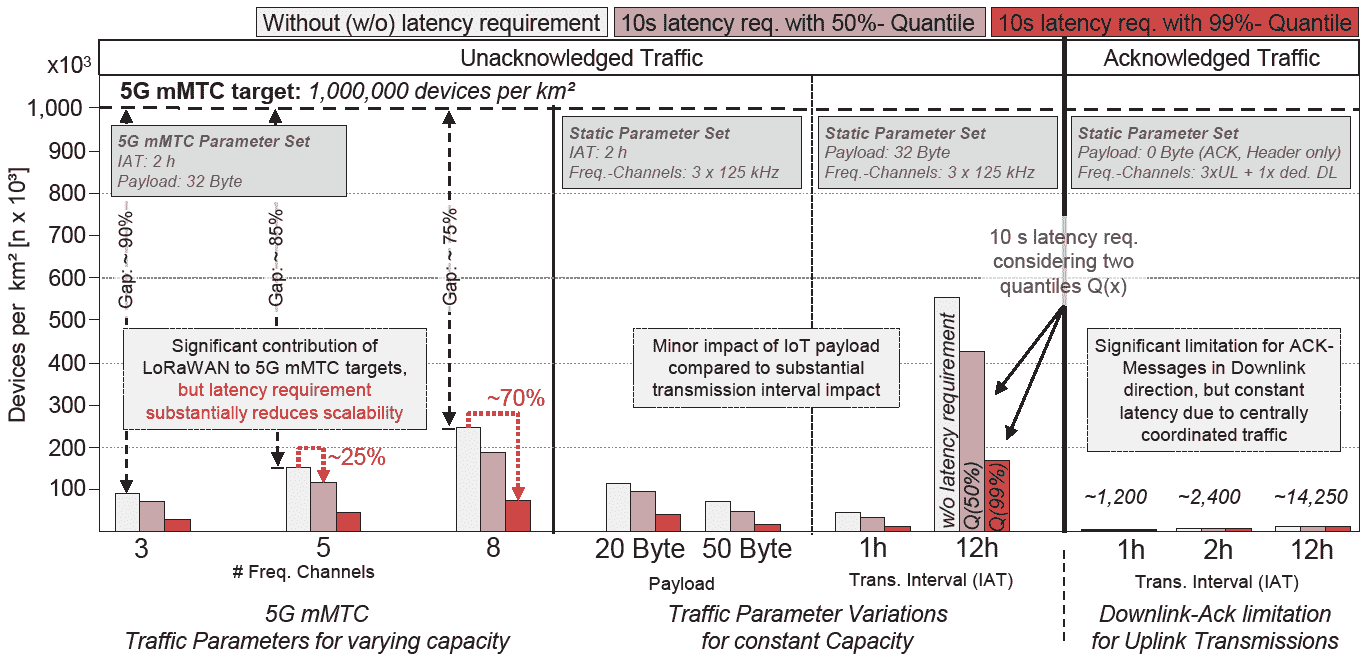 Without (w/o) latency requirement
10s latency req. with 50%- Quantile
10s latency req. with 99%- Quantile
Unacknowledged Traffic
Acknowledged Traffic
x10³
5G mMTC target: 1,000,000 devices per km²
Devices per km² [n x 10³]
1,000
900
800
700
600
500
400
300
200
100
5G mMTC Parameter Set
IAT: 2 h
Payload: 32 Byte
Gap: ~90%
Gap: ~85%
Gap: ~75%
Significant contribution of
LoRaWAN to 5G mMTC targets,
but latency requirement
substantially reduces scalability
~25%
~70%
3
5
8
# Freq. Channels
5G mMTC
Traffic Parameters for varying capacity
Static Parameter Set
IAT: 2 h
Freq.-Channels: 3 x 125 kHz
Static Parameter Set
Payload: 32 Byte
Freq.-Channels: 3 x 125 kHz
10 s latency req.
considering two
quantiles Q(x)
Minor impact of IoT payload
compared to substantial
transmission interval impact
w/o latency requirement
Q(50%)
Q(99%)
20 Byte
50 Byte
Payload
1h
12h
Trans. Interval (IAT)
Traffic Parameter Variations
for constant Capacity
Static Parameter Set
Payload: 0 Byte (ACK, Header only)
Freq.-Channels: 3xUL + 1x ded. DL
Significant limitation for ACK-
Messages in Downlink
direction, but constant
latency due to centrally
coordinated traffic
~1,200
~2,400
~14,250
1h
2h
12h
Trans. Interval (IAT)
Downlink-Ack limitation
for Uplink Transmissions